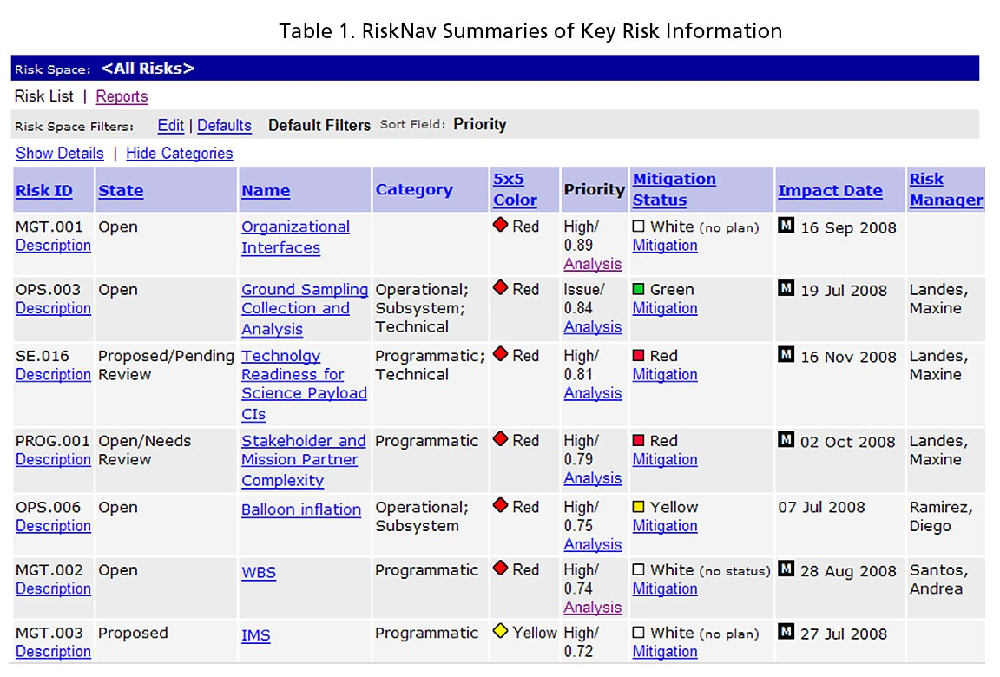 Table 1. RiskNav Summaries of Key Risk Information
Risk Space: <All Risks>
Risk List | Reports
Risk Space Filters: Edit | Defaults Default Filters Sort Field: Priority
Show Details | Hide Categories
Risk ID State Name Category 5x5 Color Priority Mitigation Status Impact Date Risk Manager
MGT.001 Open Organizational ◆ Red High/ White (no plan) M 16 Sep 2008
Description Interfaces 0.89 Mitigation
Analysis
OPS.003 Open Ground Sampling Operational; Red Issue/ Green M 19 Jul 2008 Landes,
Description Collection and Subsystem; 0.84 Mitigation Maxine
Analysis Technical Analysis
SE.016 Proposed/Pending Technolgy Programmatic; Red High/ Red M 16 Nov 2008 Landes,
Description Review Readiness for Technical 0.81 Mitigation Maxine
Science Payload Analysis
CIs
PROG.001 Open/Needs Stakeholder and Programmatic Red High/ Red M 02 Oct 2008 Landes,
Description Review Mission Partner 0.79 Mitigation Maxine
Complexity Analysis
OPS.006 Open Balloon inflation Operational; Red High/ Yellow 07 Jul 2008 Ramirez,
Description Subsystem 0.75 Mitigation Diego
Analysis
MGT.002 Open WBS Programmatic Red High/ White (no status) M 28 Aug 2008 Santos,
Description 0.74 Mitigation Andrea
Analysis
MGT.003 Proposed IMS Programmatic Yellow High/ White (no plan) M 27 Jul 2008
Description 0.72 Mitigation